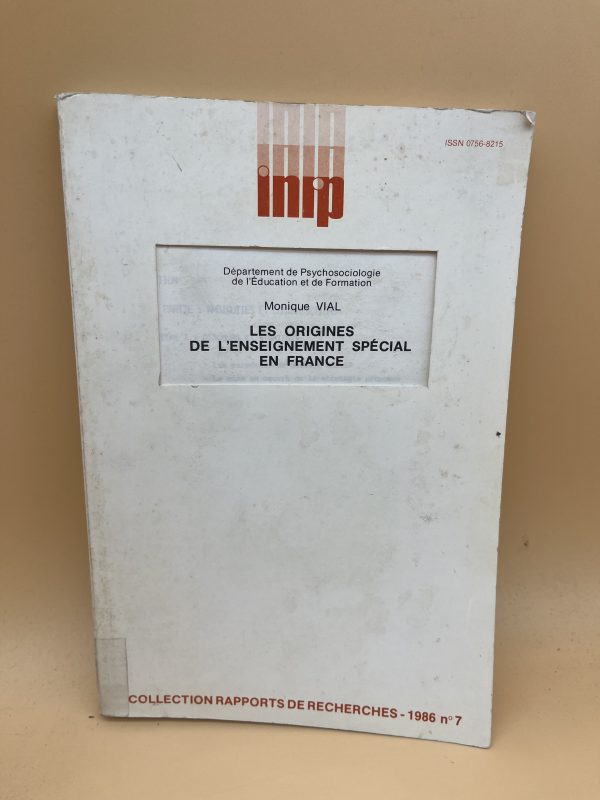 ISSN 0756-8215
inrp
Département de Psychosociologie
de l'Éducation et de Formation
Monique VIAL
LES ORIGINES
DE L'ENSEIGNEMENT SPÉCIAL
EN FRANCE
COLLECTION RAPPORTS DE RECHERCHES - 1986 n° 7